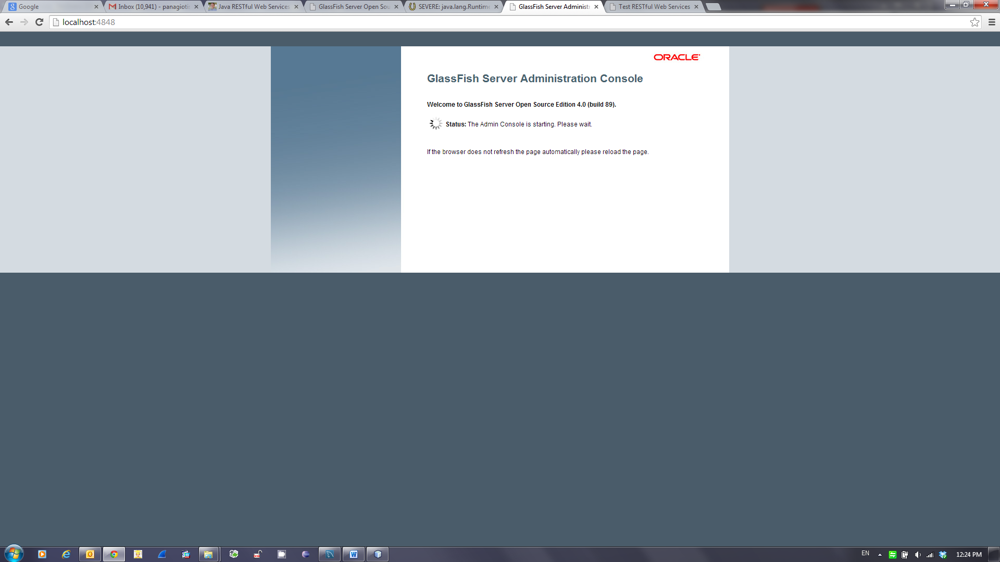 Google
Inbox (10,941) - panagioti
Java RESTful Web Services
GlassFish Server Open Sou
SEVERE: java.lang.Runtime
GlassFish Server Administ
Test RESTful Web Services
localhost:4848
ORACLE
GlassFish Server Administration Console
Welcome to GlassFish Server Open Source Edition 4.0 (build 89).
Status: The Admin Console is starting. Please wait.
If the browser does not refresh the page automatically please reload the page.
EN
12:24 PM